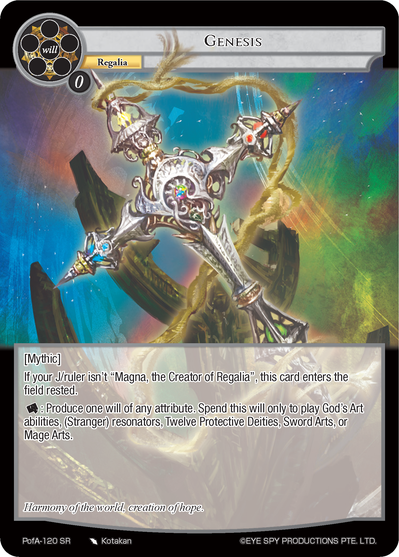 GENESIS
will
Regalia
0
[Mythic]
If your J/ruler isn't “Magna, the Creator of Regalia”, this card enters the
field rested.
: Produce one will of any attribute. Spend this will only to play God's Art
abilities, (Stranger) resonators, Twelve Protective Deities, Sword Arts, or
Mage Arts.
Harmony of the world, creation of hope.
PofA-120 SR Kotakan ©EYE SPY PRODUCTIONS PTE. LTD.